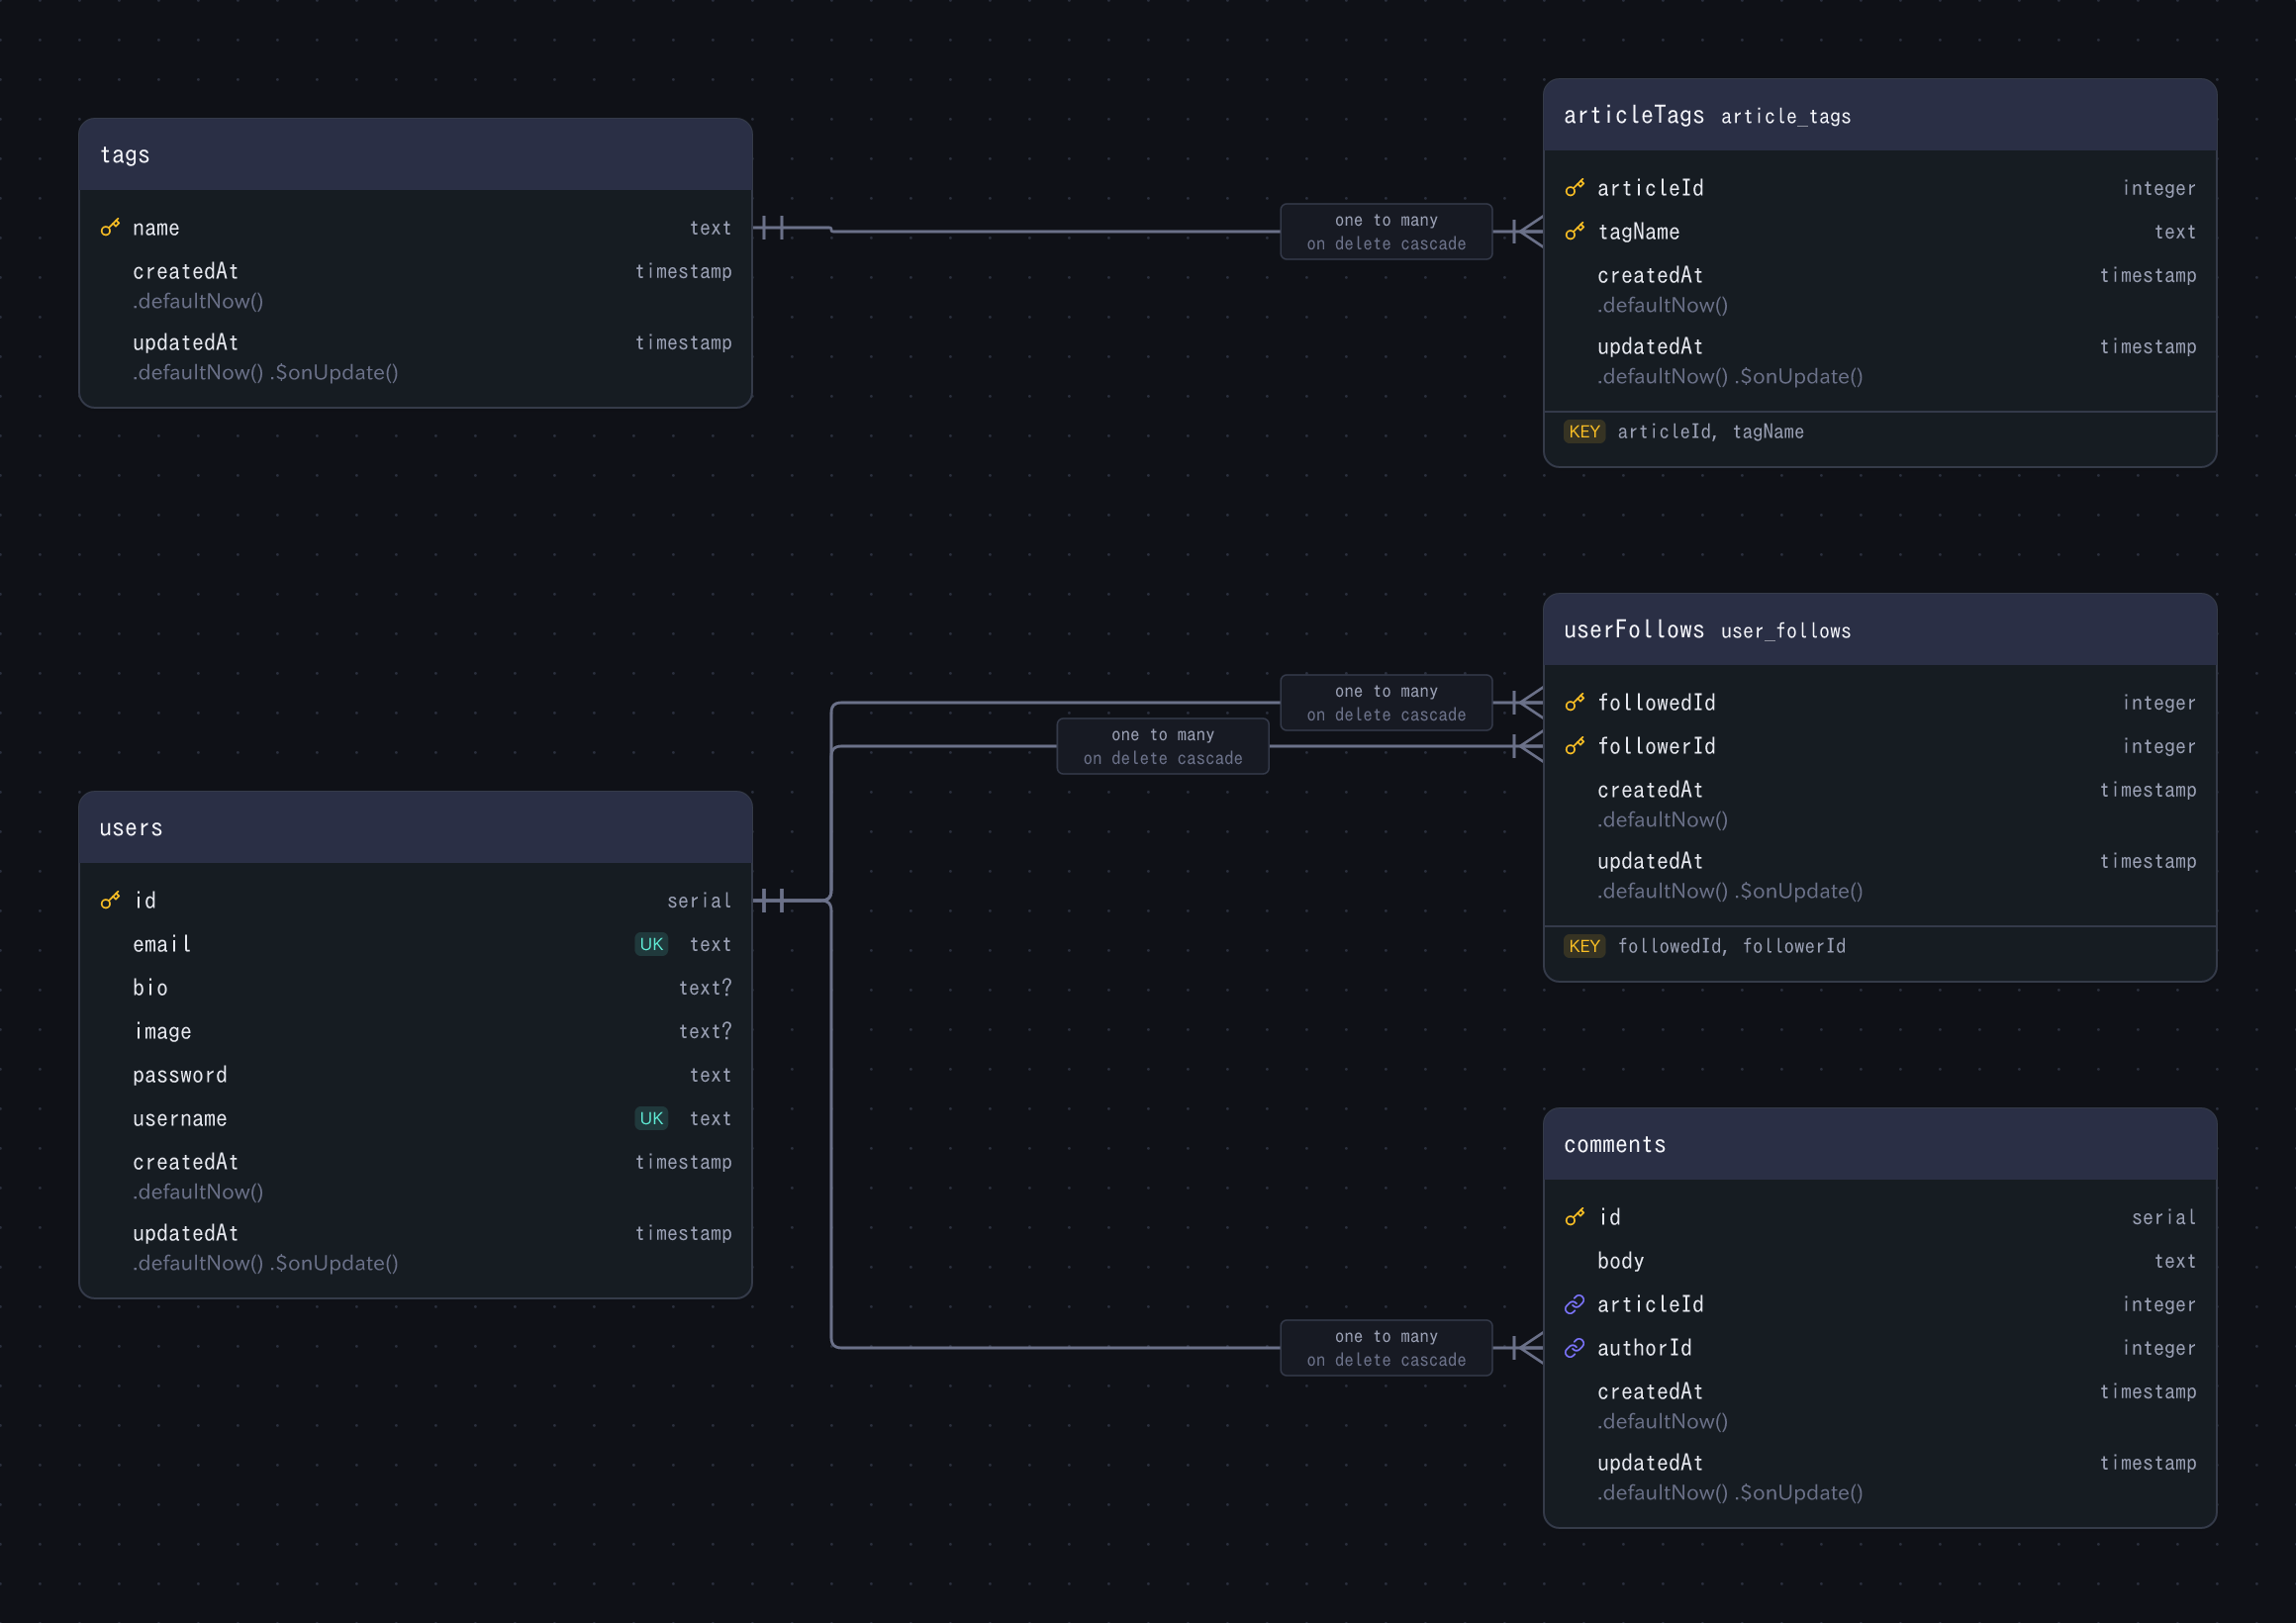 tags
name text
createdAt timestamp
.defaultNow()
updatedAt timestamp
.defaultNow() .$onUpdate()
one to many
on delete cascade
articleTags article_tags
articleId integer
tagName text
createdAt timestamp
.defaultNow()
updatedAt timestamp
.defaultNow() .$onUpdate()
KEY articleId, tagName
users
id serial
email UK text
bio text?
image text?
password text
username UK text
createdAt timestamp
.defaultNow()
updatedAt timestamp
.defaultNow() .$onUpdate()
one to many
on delete cascade
one to many
on delete cascade
userFollows user_follows
followedId integer
followerId integer
createdAt timestamp
.defaultNow()
updatedAt timestamp
.defaultNow() .$onUpdate()
KEY followedId, followerId
one to many
on delete cascade
comments
id serial
body text
articleId integer
authorId integer
createdAt timestamp
.defaultNow()
updatedAt timestamp
.defaultNow() .$onUpdate()